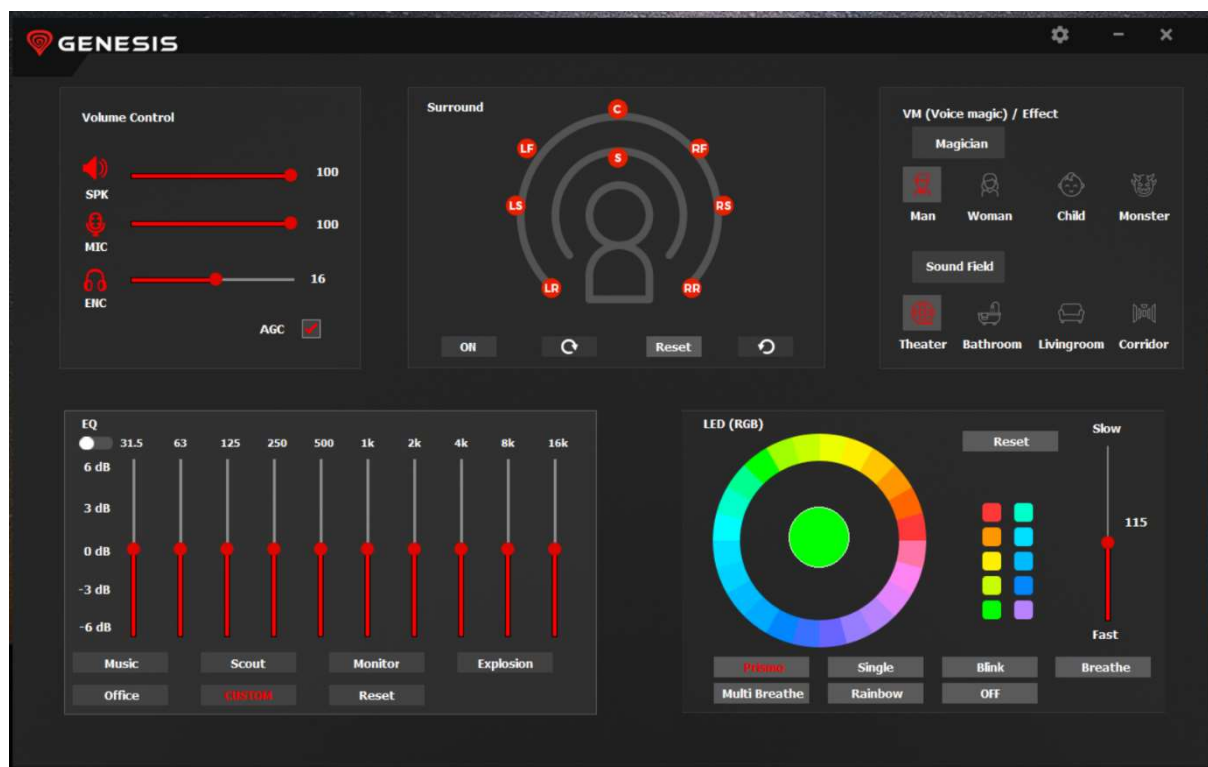 GENESIS
Volume Control
SPK
100
MIC
100
ENC
16
AGC
Surround
C
LF
RF
S
LS
RS
LR
RR
ON
Reset
VM (Voice magic) / Effect
Magician
Man Woman Child Monster
Sound Field
Theater Bathroom Livingroom Corridor
EQ
31.5 63 125 250 500 1k 2k 4k 8k 16k
6 dB
3 dB
0 dB
-3 dB
-6 dB
Music Scout Monitor Explosion
Office CUSTOM Reset
LED (RGB)
Reset
Slow
115
Fast
Prismo Single Blink Breathe
Multi Breathe Rainbow OFF